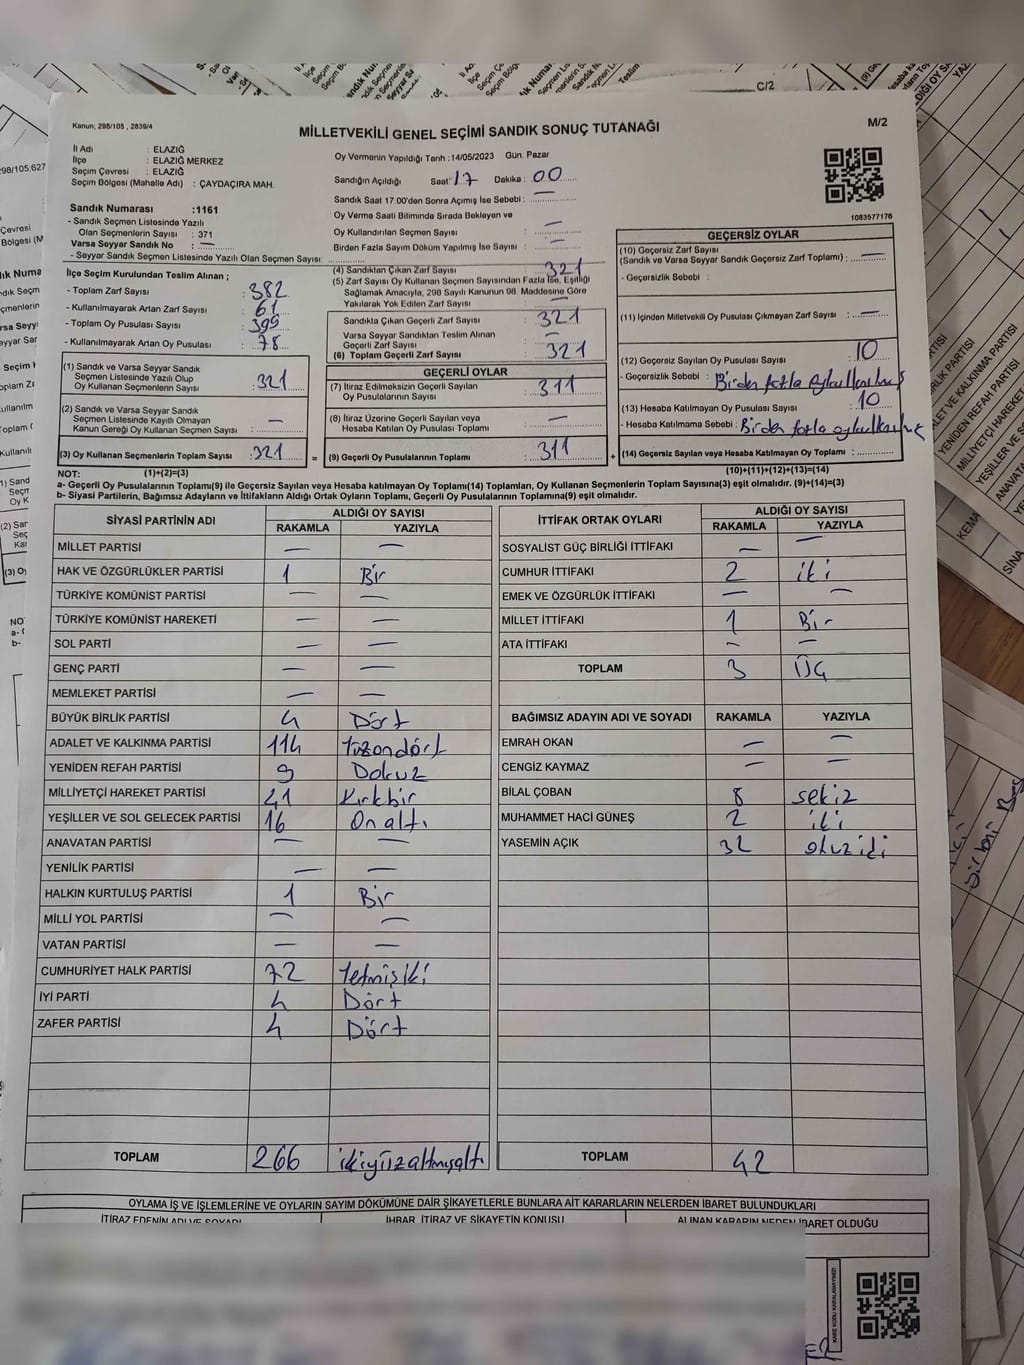 Kanun; 298/105 , 2839/4
MİLLETVEKİLİ GENEL SEÇİMİ SANDIK SONUÇ TUTANAĞI
M/2
C/2
İl Adı : ELAZIĞ
İlçe : ELAZIĞ MERKEZ
Seçim Çevresi : ELAZIĞ
Seçim Bölgesi (Mahalle Adı) : ÇAYDAÇIRA MAH.
Sandık Numarası :1161
- Sandık Seçmen Listesinde Yazılı
Olan Seçmenlerin Sayısı : 371
Varsa Seyyar Sandık No : —
- Seyyar Sandık Seçmen Listesinde Yazılı Olan Seçmen Sayısı:
Oy Vermenin Yapıldığı Tarih :14/05/2023 Gün. Pazar
Sandığın Açıldığı Saat: 17 Dakika : 00
Sandık Saat 17.00'den Sonra Açımış İse Sebebi : —
Oy Verme Saati Bitiminde Sırada Bekleyen ve
Oy Kullandırılan Seçmen Sayısı : —
Birden Fazla Sayım Döküm Yapılmış İse Sayısı : —
1083577176
İlçe Seçim Kurulundan Teslim Alınan ;
- Toplam Zarf Sayısı : 382
- Kullanılmayarak Artan Zarf Sayısı : 61
- Toplam Oy Pusulası Sayısı : 399
- Kullanılmayarak Artan Oy Pusulası : 78
(1) Sandık ve Varsa Seyyar Sandık
Seçmen Listesinde Yazılı Olup
Oy Kullanan Seçmenlerin Sayısı : 321
(2) Sandık ve Varsa Seyyar Sandık
Seçmen Listesinde Kayıtlı Olmayan
Kanun Gereği Oy Kullanan Seçmen Sayısı : —
(3) Oy Kullanan Seçmenlerin Toplam Sayısı : 321
(4) Sandıktan Çıkan Zarf Sayısı : 321
(5) Zarf Sayısı Oy Kullanan Seçmen Sayısından Fazla İse, Eşitliği
Sağlamak Amacıyla, 298 Sayılı Kanunun 98. Maddesine Göre
Yakılarak Yok Edilen Zarf Sayısı : —
Sandıkta Çıkan Geçerli Zarf Sayısı : 321
Varsa Seyyar Sandıktan Teslim Alınan
Geçerli Zarf Sayısı : —
(6) Toplam Geçerli Zarf Sayısı : 321
GEÇERLİ OYLAR
(7) İtiraz Edilmeksizin Geçerli Sayılan
Oy Pusulalarının Sayısı : 311
(8) İtiraz Üzerine Geçerli Sayılan veya
Hesaba Katılan Oy Pusulaları Toplamı : —
= (9) Geçerli Oy Pusulalarının Toplamı : 311
GEÇERSİZ OYLAR
(10) Geçersiz Zarf Sayısı
(Sandık ve Varsa Seyyar Sandık Geçersiz Zarf Toplamı) : —
- Geçersizlik Sebebi :
(11) İçinden Milletvekili Oy Pusulası Çıkmayan Zarf Sayısı : —
(12) Geçersiz Sayılan Oy Pusulası Sayısı : 10
- Geçersizlik Sebebi : Birden fazla oy kullanılmış
(13) Hesaba Katılmayan Oy Pusulası Sayısı : 10
- Hesaba Katılmama Sebebi : Birden fazla
+ (14) Geçersiz Sayılan veya Hesaba Katılmayan Oy Toplamı :
NOT: (1)+(2)=(3) (10)+(11)+(12)+(13)=(14)
a- Geçerli Oy Pusulaları Toplamı(9) ile Geçersiz Sayılan veya Hesaba katılmayan Oy Toplamı(14) Toplamları, Oy Kullanan Seçmenlerin Toplam Sayısına(3) eşit olmalıdır. (9)+(14)=(3)
b- Siyasi Partilerin, Bağımsız Adayların ve İttifakların Aldığı Ortak Oyların Toplamı, Geçerli Oy Pusulalarının Toplamına(9) eşit olmalıdır.
SİYASİ PARTİNİN ADI ALDIĞI OY SAYISI
RAKAMLA YAZIYLA
MİLLET PARTİSİ — —
HAK VE ÖZGÜRLÜKLER PARTİSİ 1 Bir
TÜRKİYE KOMÜNİST PARTİSİ — —
TÜRKİYE KOMÜNİST HAREKETİ — —
SOL PARTİ — —
GENÇ PARTİ — —
MEMLEKET PARTİSİ — —
BÜYÜK BİRLİK PARTİSİ 4 Dört
ADALET VE KALKINMA PARTİSİ 114 Yüzondört
YENİDEN REFAH PARTİSİ 9 Dokuz
MİLLİYETÇİ HAREKET PARTİSİ 41 Kırkbir
YEŞİLLER VE SOL GELECEK PARTİSİ 16 Onaltı
ANAVATAN PARTİSİ — —
YENİLİK PARTİSİ — —
HALKIN KURTULUŞ PARTİSİ 1 Bir
MİLLİ YOL PARTİSİ — —
VATAN PARTİSİ — —
CUMHURİYET HALK PARTİSİ 72 Yetmişiki
İYİ PARTİ 4 Dört
ZAFER PARTİSİ 4 Dört
TOPLAM 266 ikiyüzaltmışaltı
İTTİFAK ORTAK OYLARI ALDIĞI OY SAYISI
RAKAMLA YAZIYLA
SOSYALİST GÜÇ BİRLİĞİ İTTİFAKI — —
CUMHUR İTTİFAKI 2 iki
EMEK VE ÖZGÜRLÜK İTTİFAKI — —
MİLLET İTTİFAKI 1 Bir
ATA İTTİFAKI — —
TOPLAM 3 ÜÇ
BAĞIMSIZ ADAYIN ADI VE SOYADI RAKAMLA YAZIYLA
EMRAH OKAN — —
CENGİZ KAYMAZ — —
BİLAL ÇOBAN 8 sekiz
MUHAMMET HACİ GÜNEŞ 2 iki
YASEMİN AÇIK 32 otuziki
TOPLAM 42
OYLAMA İŞ VE İŞLEMLERİNE VE OYLARIN SAYIM DÖKÜMÜNE DAİR ŞİKAYETLERLE BUNLARA AİT KARARLARIN NELERDEN İBARET BULUNDUKLARI
İTİRAZ EDENİN ADI VE SOYADI İHBAR, İTİRAZ VE ŞİKAYETİN KONUSU ALINAN KARARIN NEDEN İBARET OLDUĞU
KARE KODU KARALAMAYINIZ!